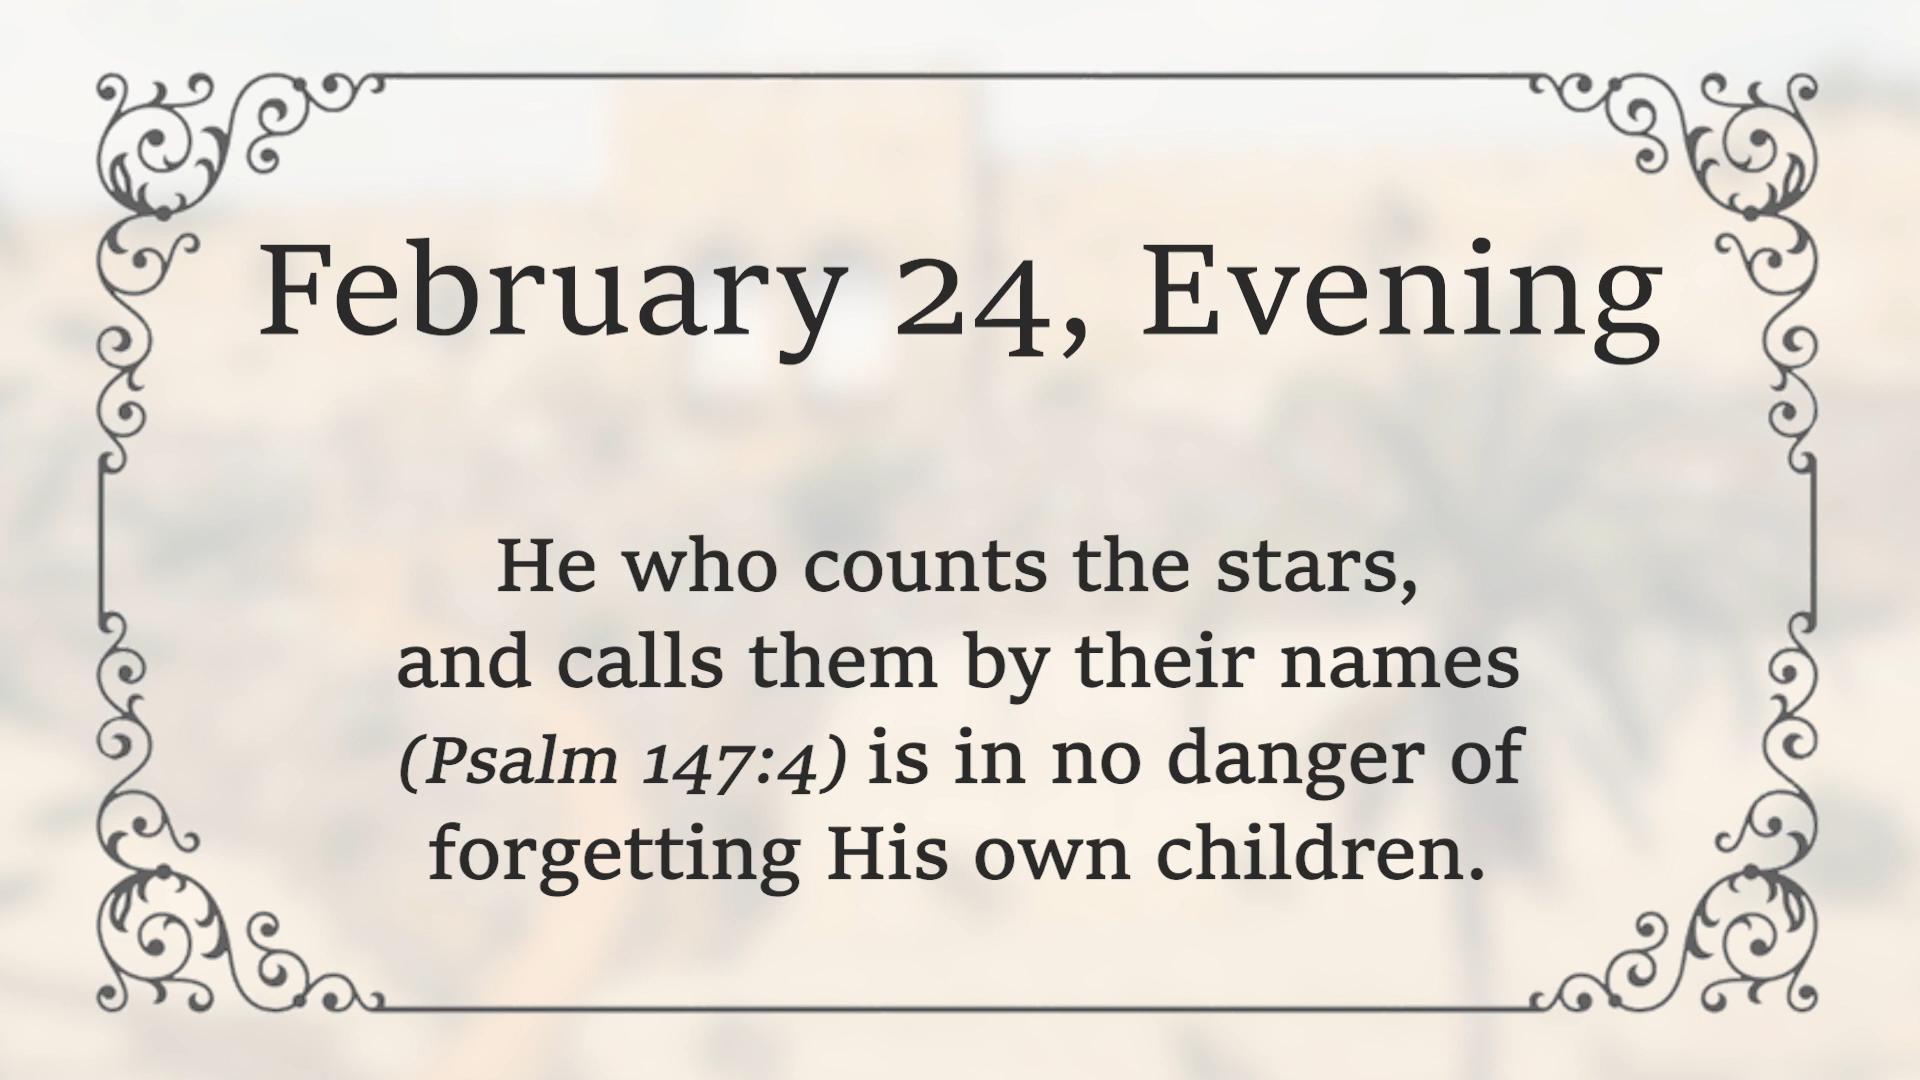 February 24, Evening
He who counts the stars,
and calls them by their names
(Psalm 147:4) is in no danger of
forgetting His own children.